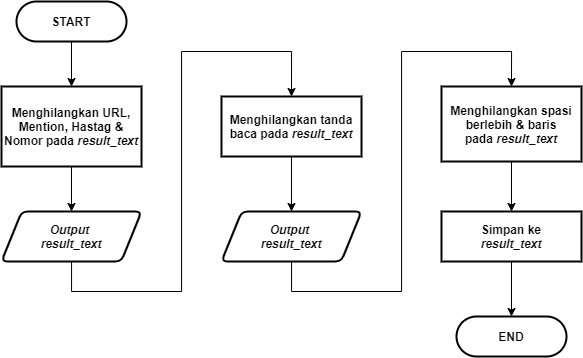 START
Menghilangkan URL,
Mention, Hastag &
Nomor pada result_text
Output
result_text
Menghilangkan tanda
baca pada result_text
Output
result_text
Menghilangkan spasi
berlebih & baris
pada result_text
Simpan ke
result_text
END